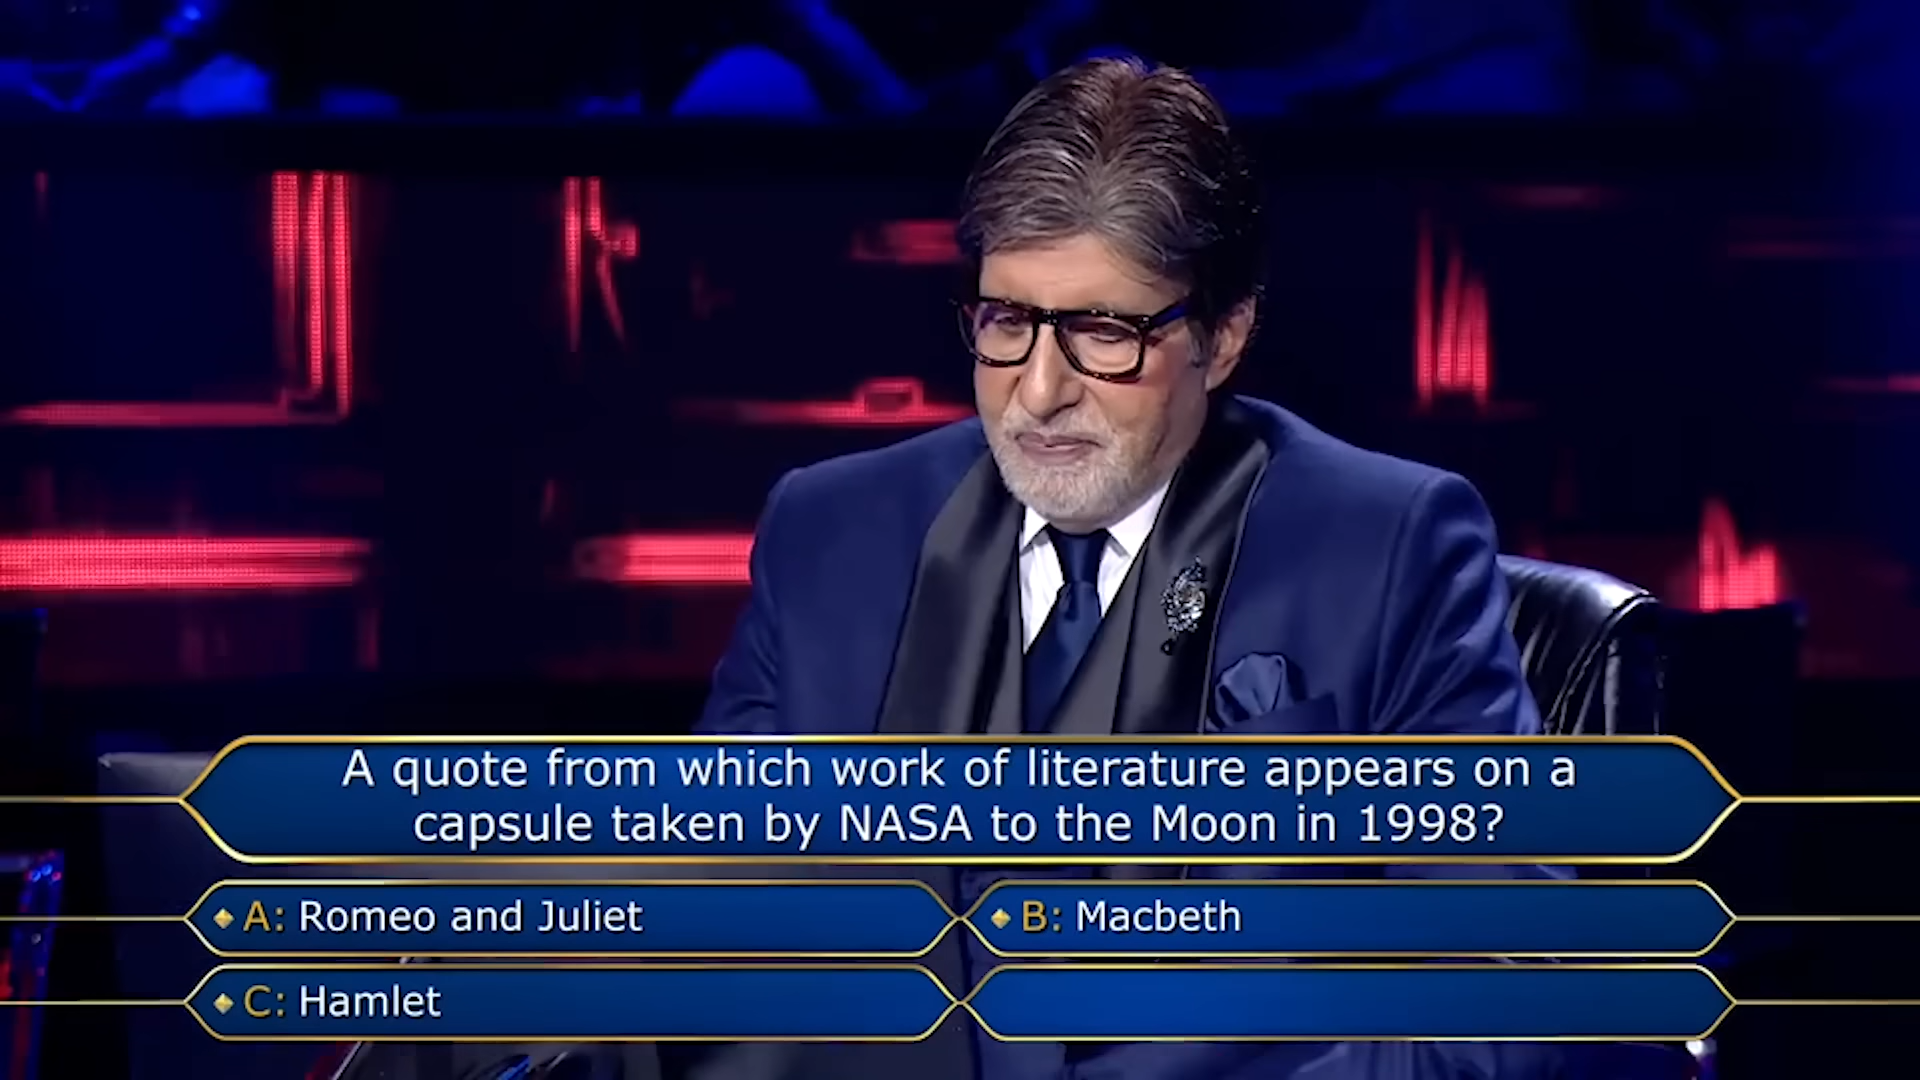 A quote from which work of literature appears on a
capsule taken by NASA to the Moon in 1998?
A: Romeo and Juliet
B: Macbeth
C: Hamlet